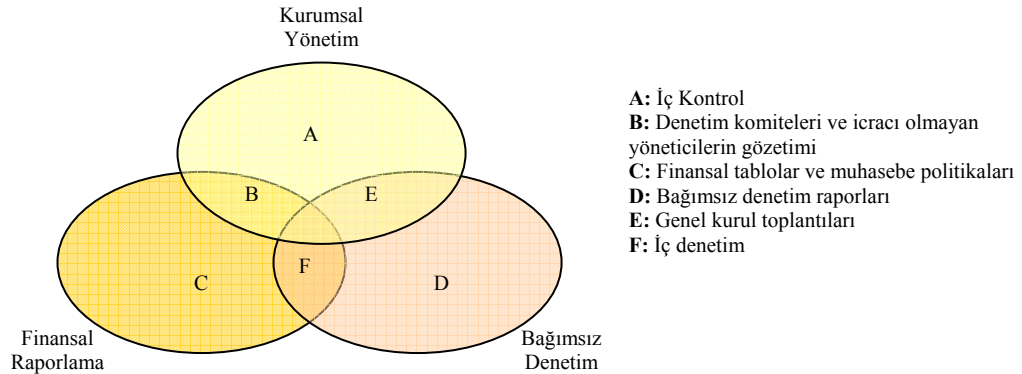 Kurumsal
Yönetim
A
B
E
F
C
D
Finansal
Raporlama
Bağımsız
Denetim
A: İç Kontrol
B: Denetim komiteleri ve icracı olmayan
yöneticilerin gözetimi
C: Finansal tablolar ve muhasebe politikaları
D: Bağımsız denetim raporları
E: Genel kurul toplantıları
F: İç denetim